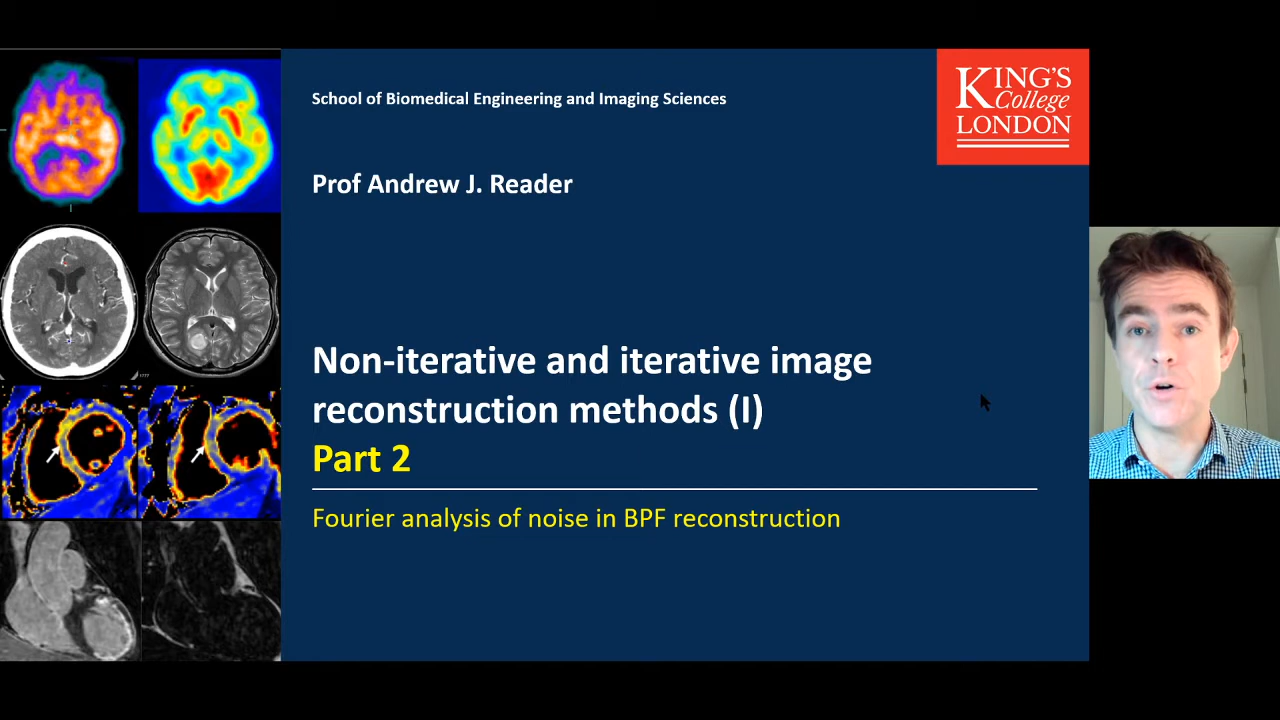 School of Biomedical Engineering and Imaging Sciences
KING'S
College
LONDON
Prof Andrew J. Reader
Non-iterative and iterative image
reconstruction methods (I)
Part 2
Fourier analysis of noise in BPF reconstruction